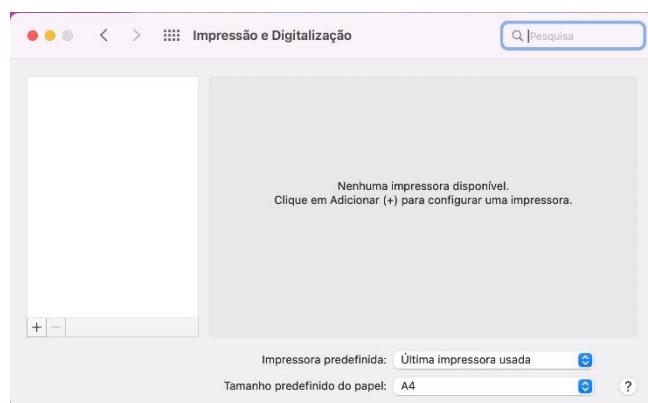 Impressão e Digitalização
Pesquisa
Nenhuma impressora disponível.
Clique em Adicionar (+) para configurar uma impressora.
+ −
Impressora predefinida: Última impressora usada
Tamanho predefinido do papel: A4
?